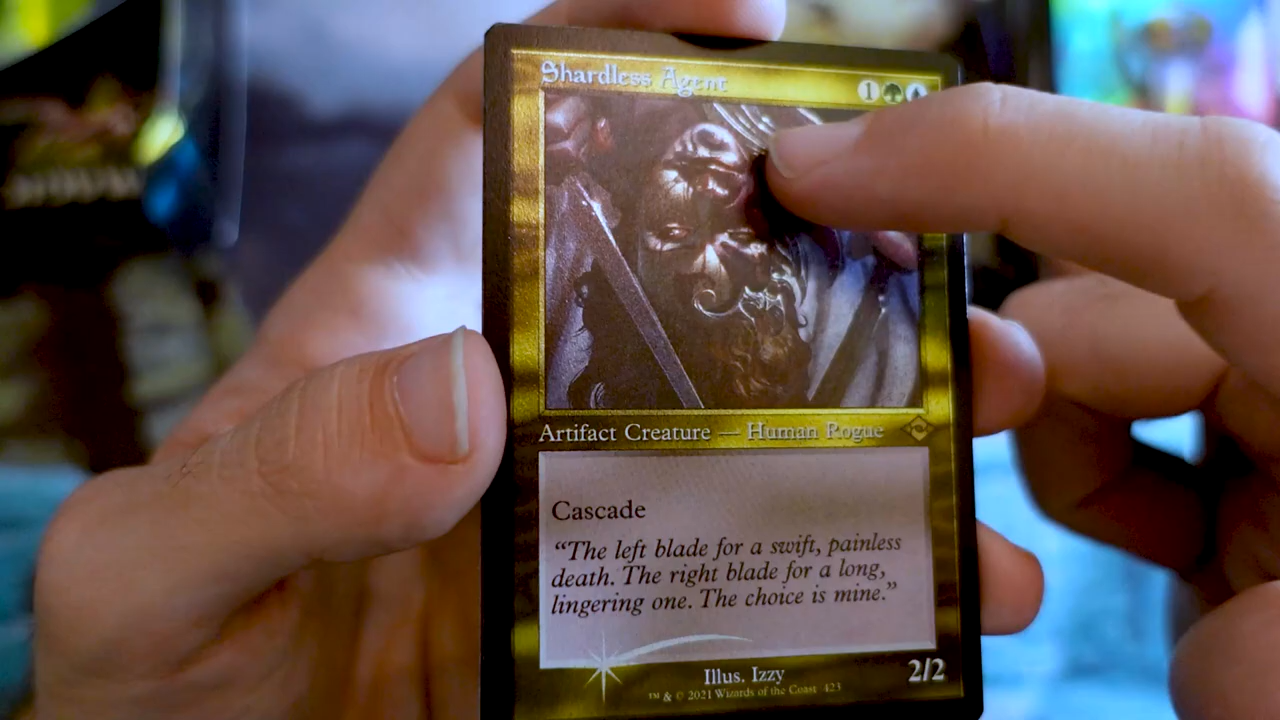 Shardless Agent
1
Artifact Creature — Human Rogue
Cascade
“The left blade for a swift, painless
death. The right blade for a long,
lingering one. The choice is mine.”
Illus. Izzy
2/2
™ & © 2021 Wizards of the Coast 423